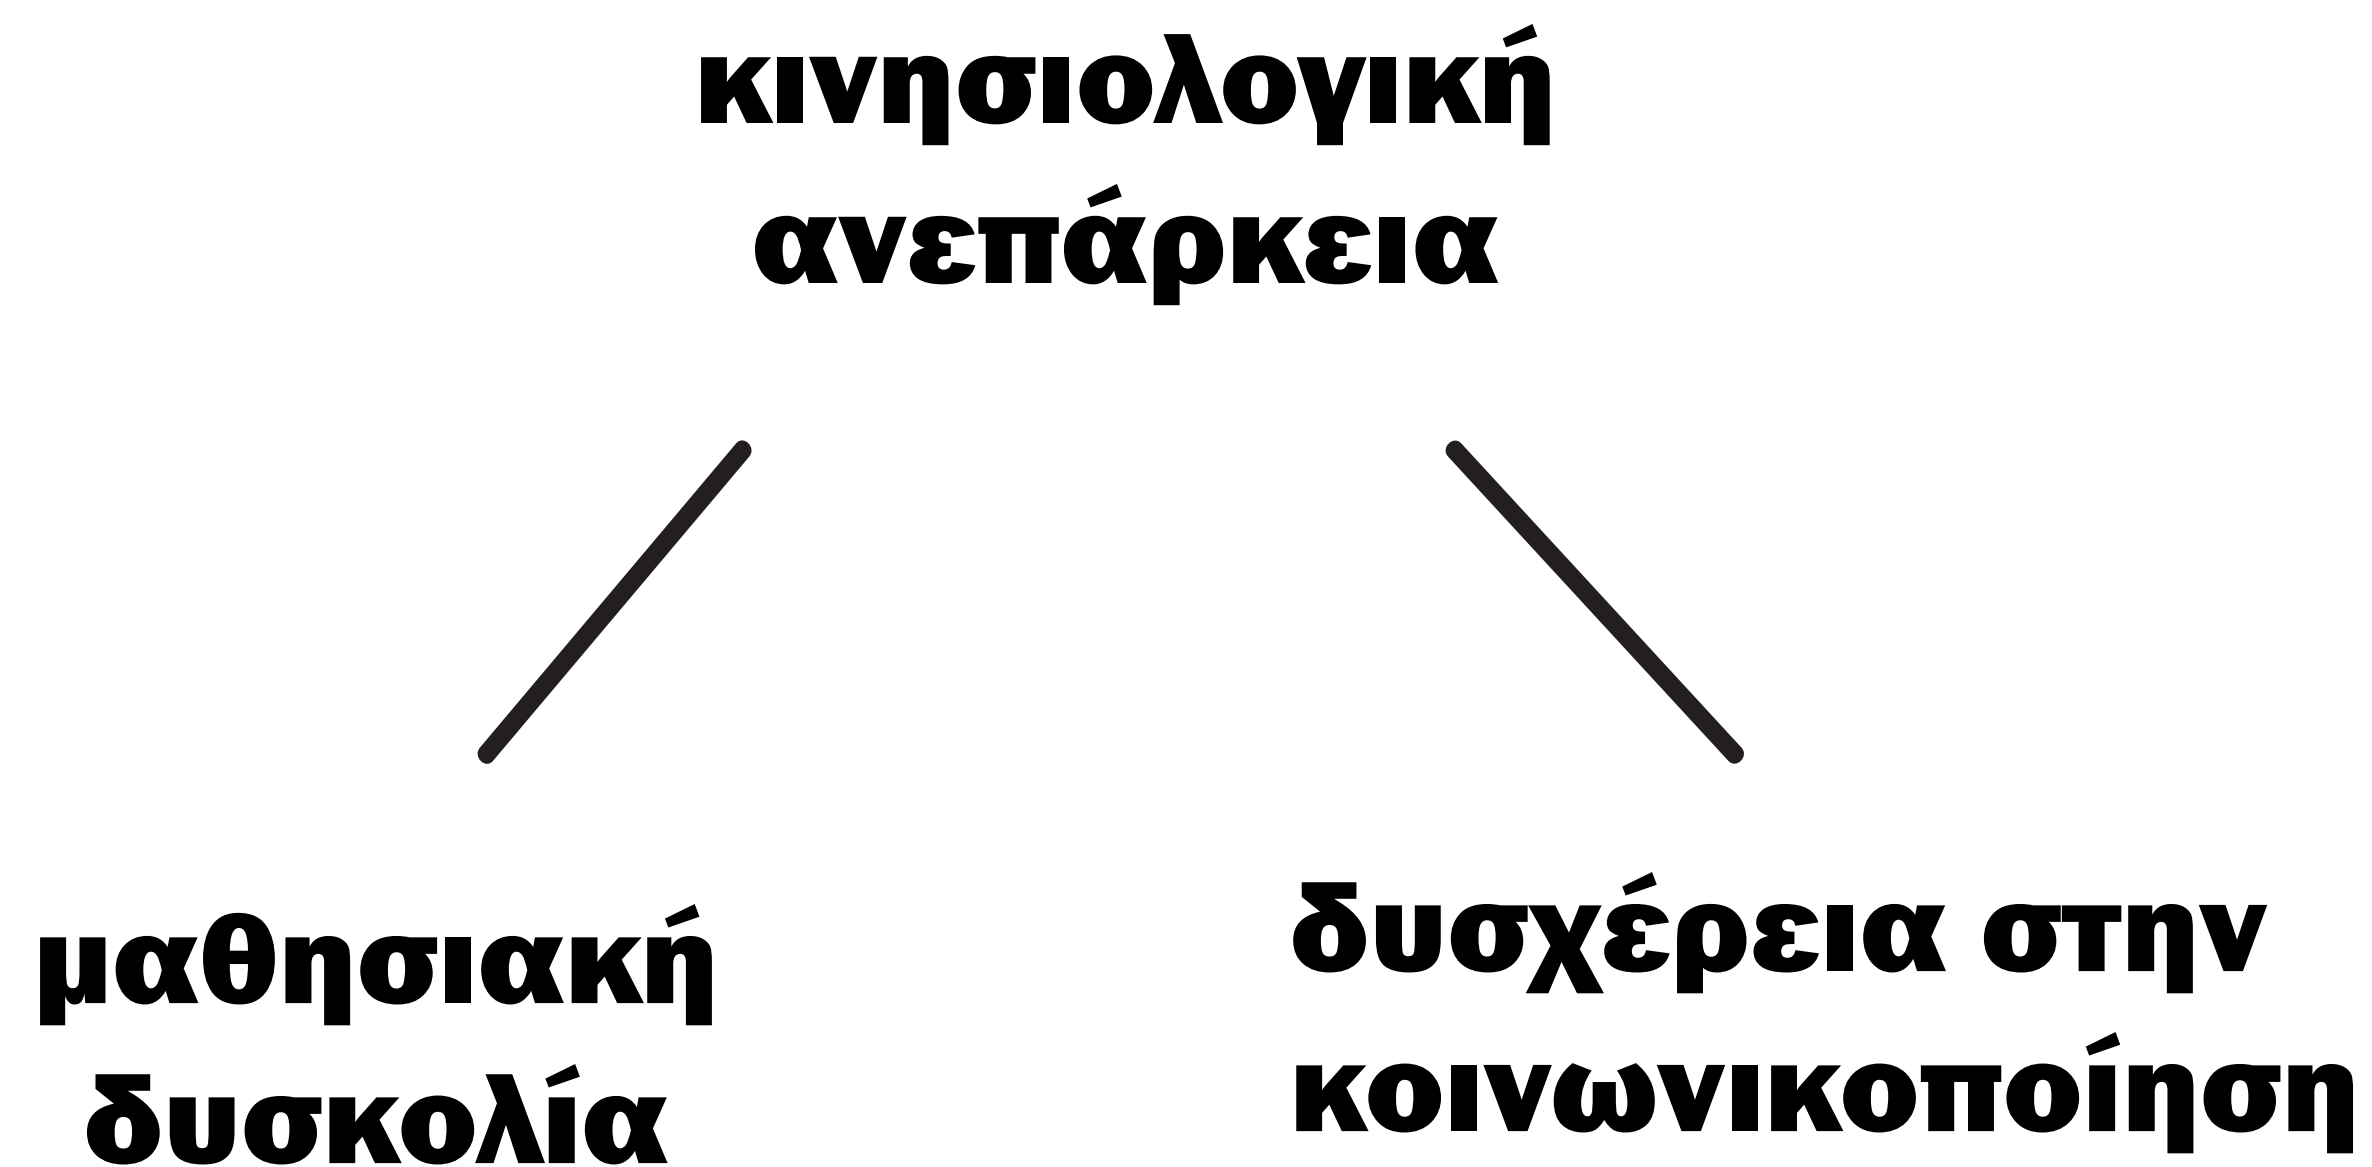 κινησιολογική
ανεπάρκεια
μαθησιακή
δυσκολία
δυσχέρεια στην
κοινωνικοποίηση